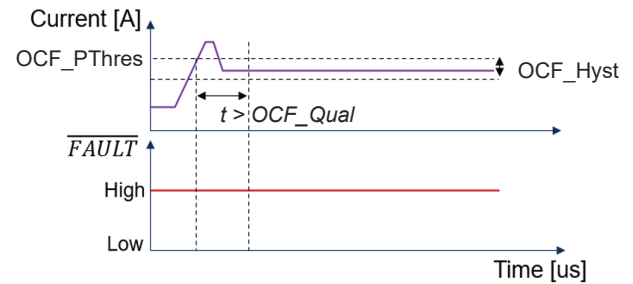 Current [A]
OCF_PThres
OCF_Hyst
t > OCF_Qual
FAULT
High
Low
Time [us]